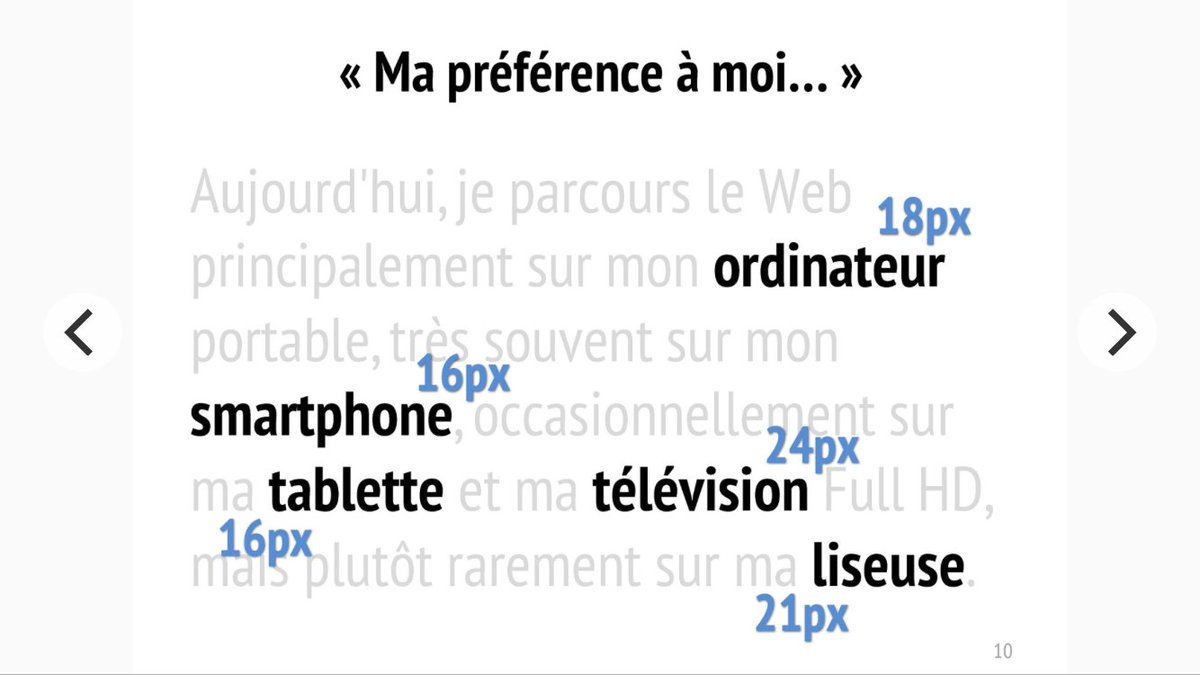 « Ma préférence à moi... »
Aujourd'hui, je parcours le Web
18px
principalement sur mon ordinateur
portable, très souvent sur mon
16px
smartphone, occasionnellement sur
24px
ma tablette et ma télévision Full HD,
16px
mais plutôt rarement sur ma liseuse.
21px
10